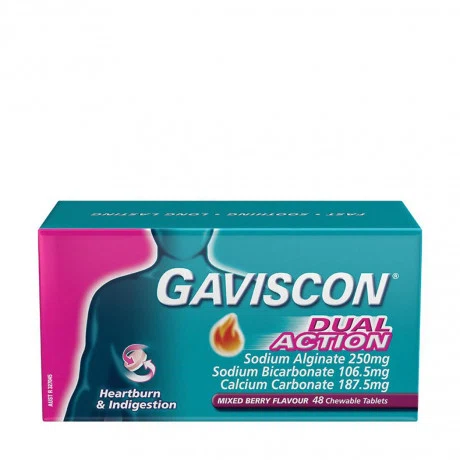 FAST • SOOTHING • LONG LASTING
GAVISCON®
DUAL
ACTION
Sodium Alginate 250mg
Sodium Bicarbonate 106.5mg
Calcium Carbonate 187.5mg
MIXED BERRY FLAVOUR 48 Chewable Tablets
Heartburn
& Indigestion